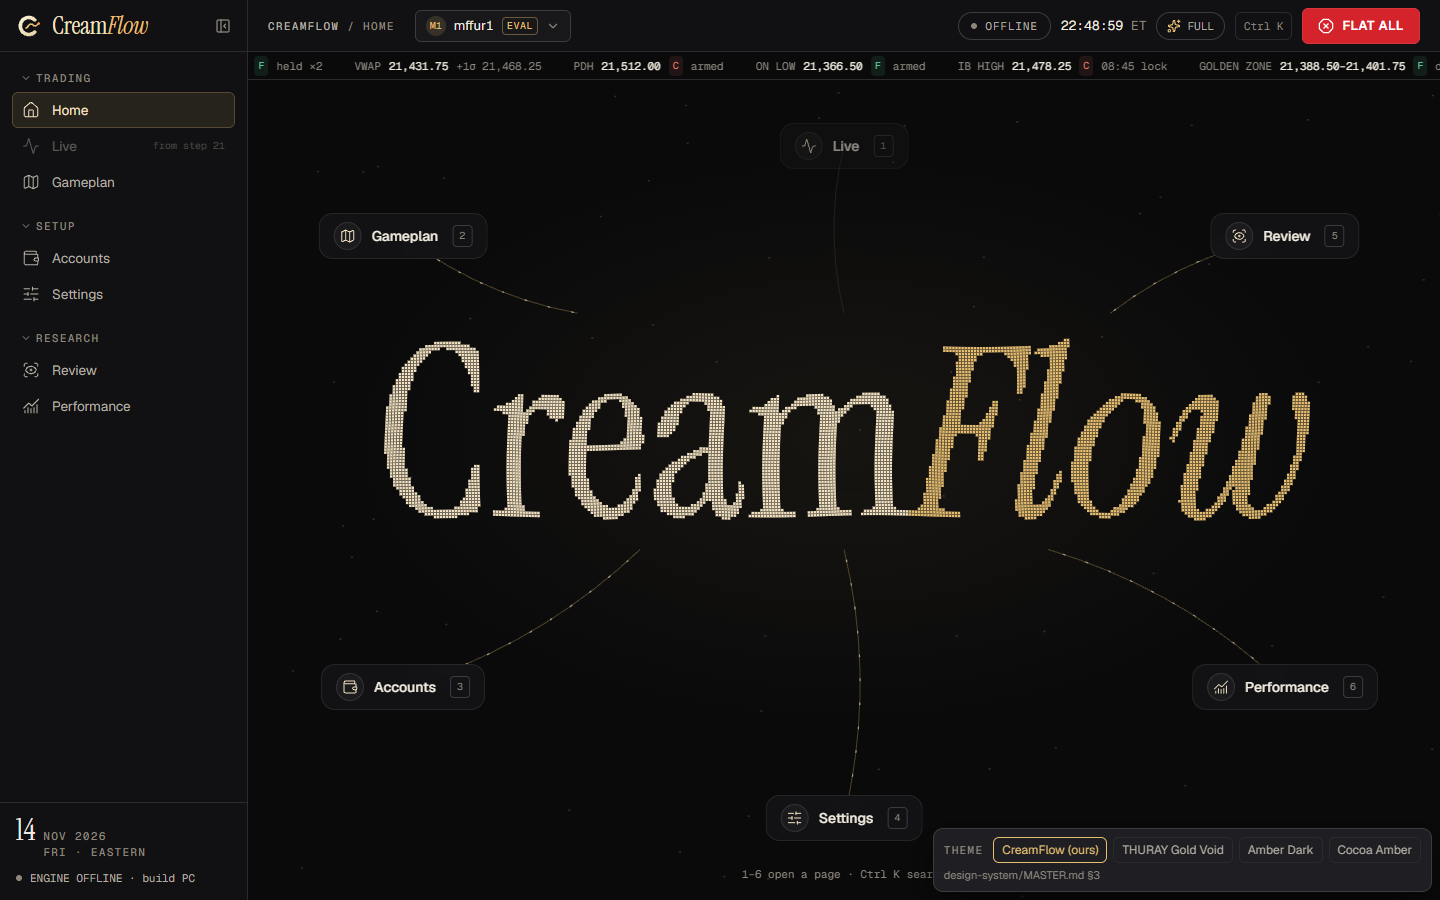 CreamFlow
CREAMFLOW / HOME
M1 mffur1 EVAL
OFFLINE
22:48:59 ET
FULL
Ctrl K
FLAT ALL
F held ×2 VWAP 21,431.75 +1σ 21,468.25 PDH 21,512.00 C armed ON LOW 21,366.50 F armed IB HIGH 21,478.25 C 08:45 lock GOLDEN ZONE 21,388.50–21,401.75 F
TRADING
Home
Live from step 21
Gameplan
SETUP
Accounts
Settings
RESEARCH
Review
Performance
Live 1
Gameplan 2
Review 5
CreamFlow
Accounts 3
Performance 6
Settings 4
1–6 open a page · Ctrl K sear
THEME CreamFlow (ours) THURAY Gold Void Amber Dark Cocoa Amber
design-system/MASTER.md §3
14 NOV 2026
FRI · EASTERN
ENGINE OFFLINE · build PC